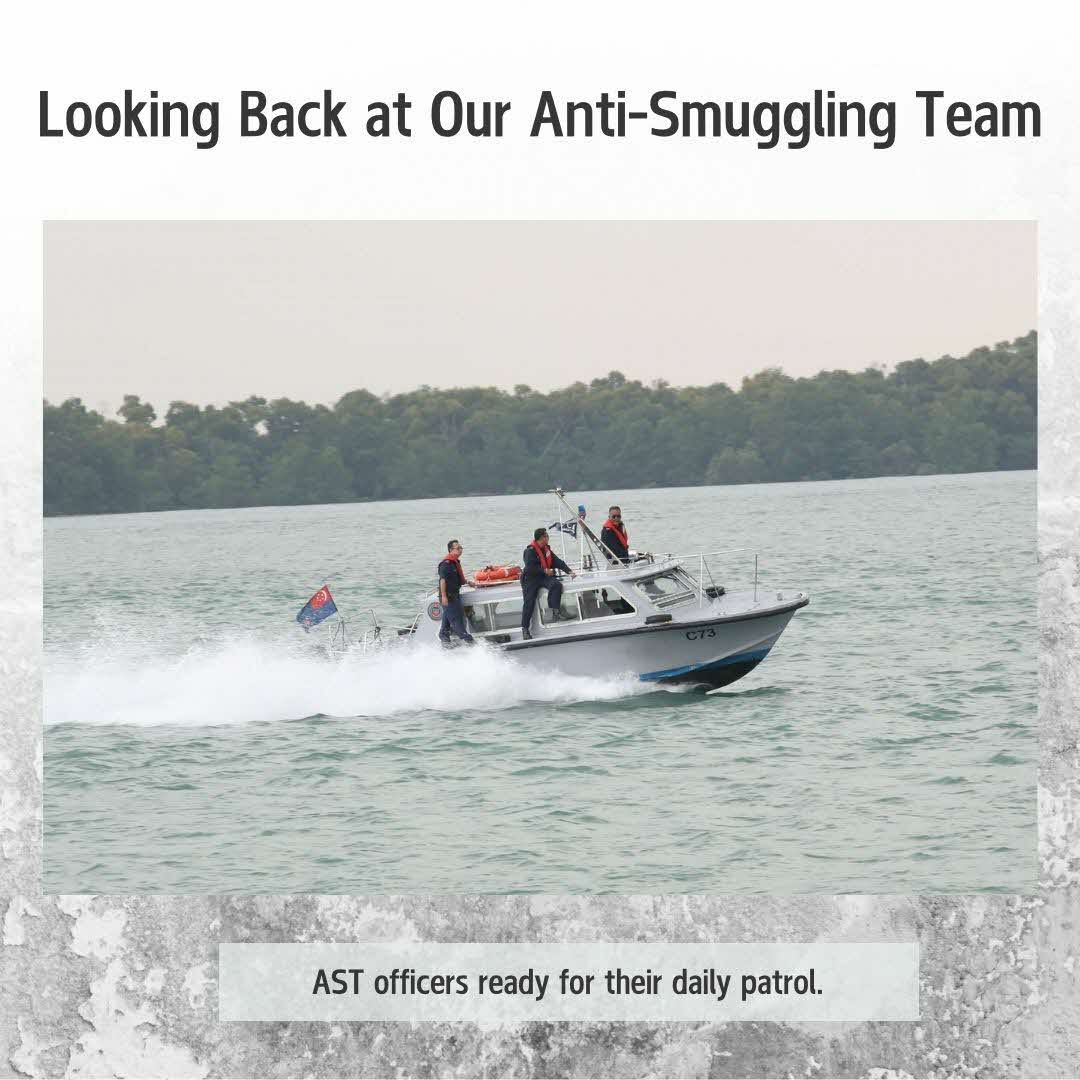 Looking Back at Our Anti-Smuggling Team
C73
AST officers ready for their daily patrol.